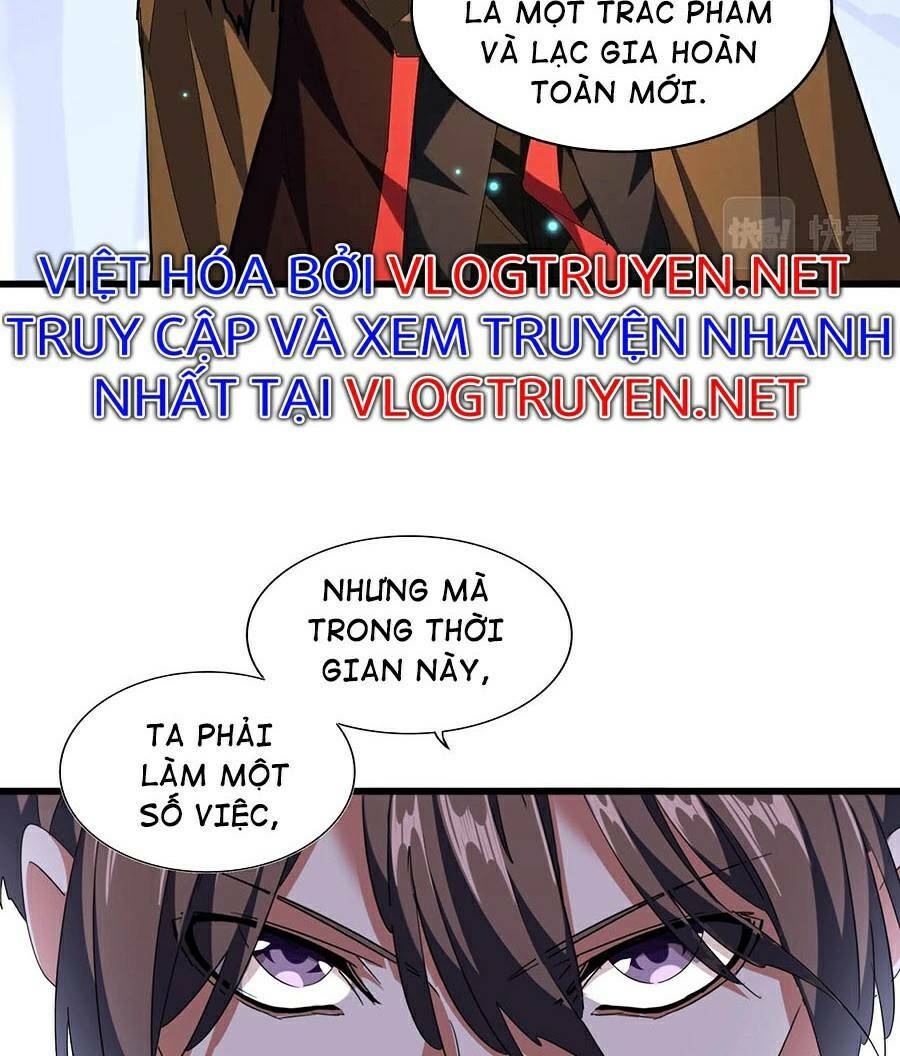 LÀ MỘT TRÁC PHÀM
VÀ LẠC GIA HOÀN
TOÀN MỚI.
快看! 快看
VIỆT HÓA BỞI VLOGTRUYEN.NET
TRUY CẬP VÀ XEM TRUYỆN NHANH
NHẤT TẠI VLOGTRUYEN.NET
NHƯNG MÀ
TRONG THỜI
GIAN NÀY,
TA PHẢI
LÀM MỘT
SỐ VIỆC,